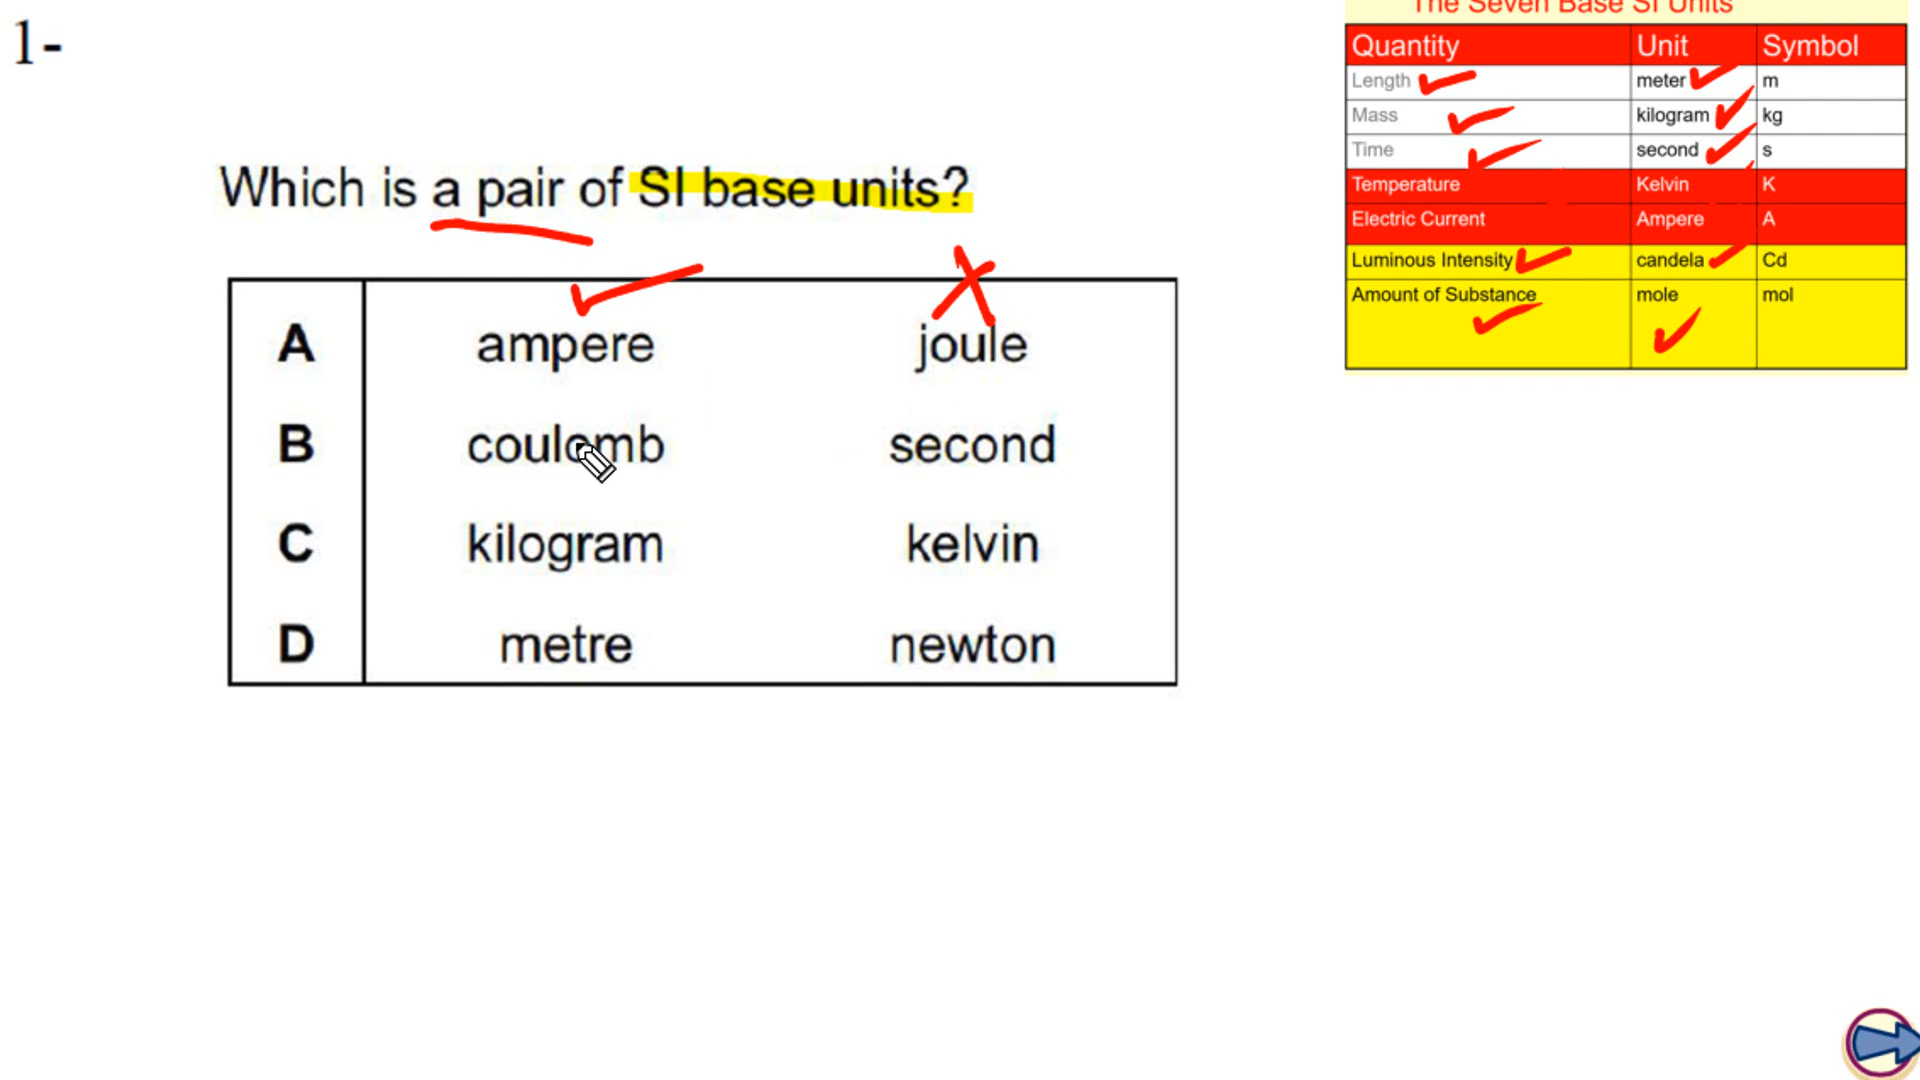 1-
Which is a pair of SI base units?
A ampere joule
B coulomb second
C kilogram kelvin
D metre newton
The Seven Base SI Units
Quantity Unit Symbol
Length meter m
Mass kilogram kg
Time second s
Temperature Kelvin K
Electric Current Ampere A
Luminous Intensity candela Cd
Amount of Substance mole mol